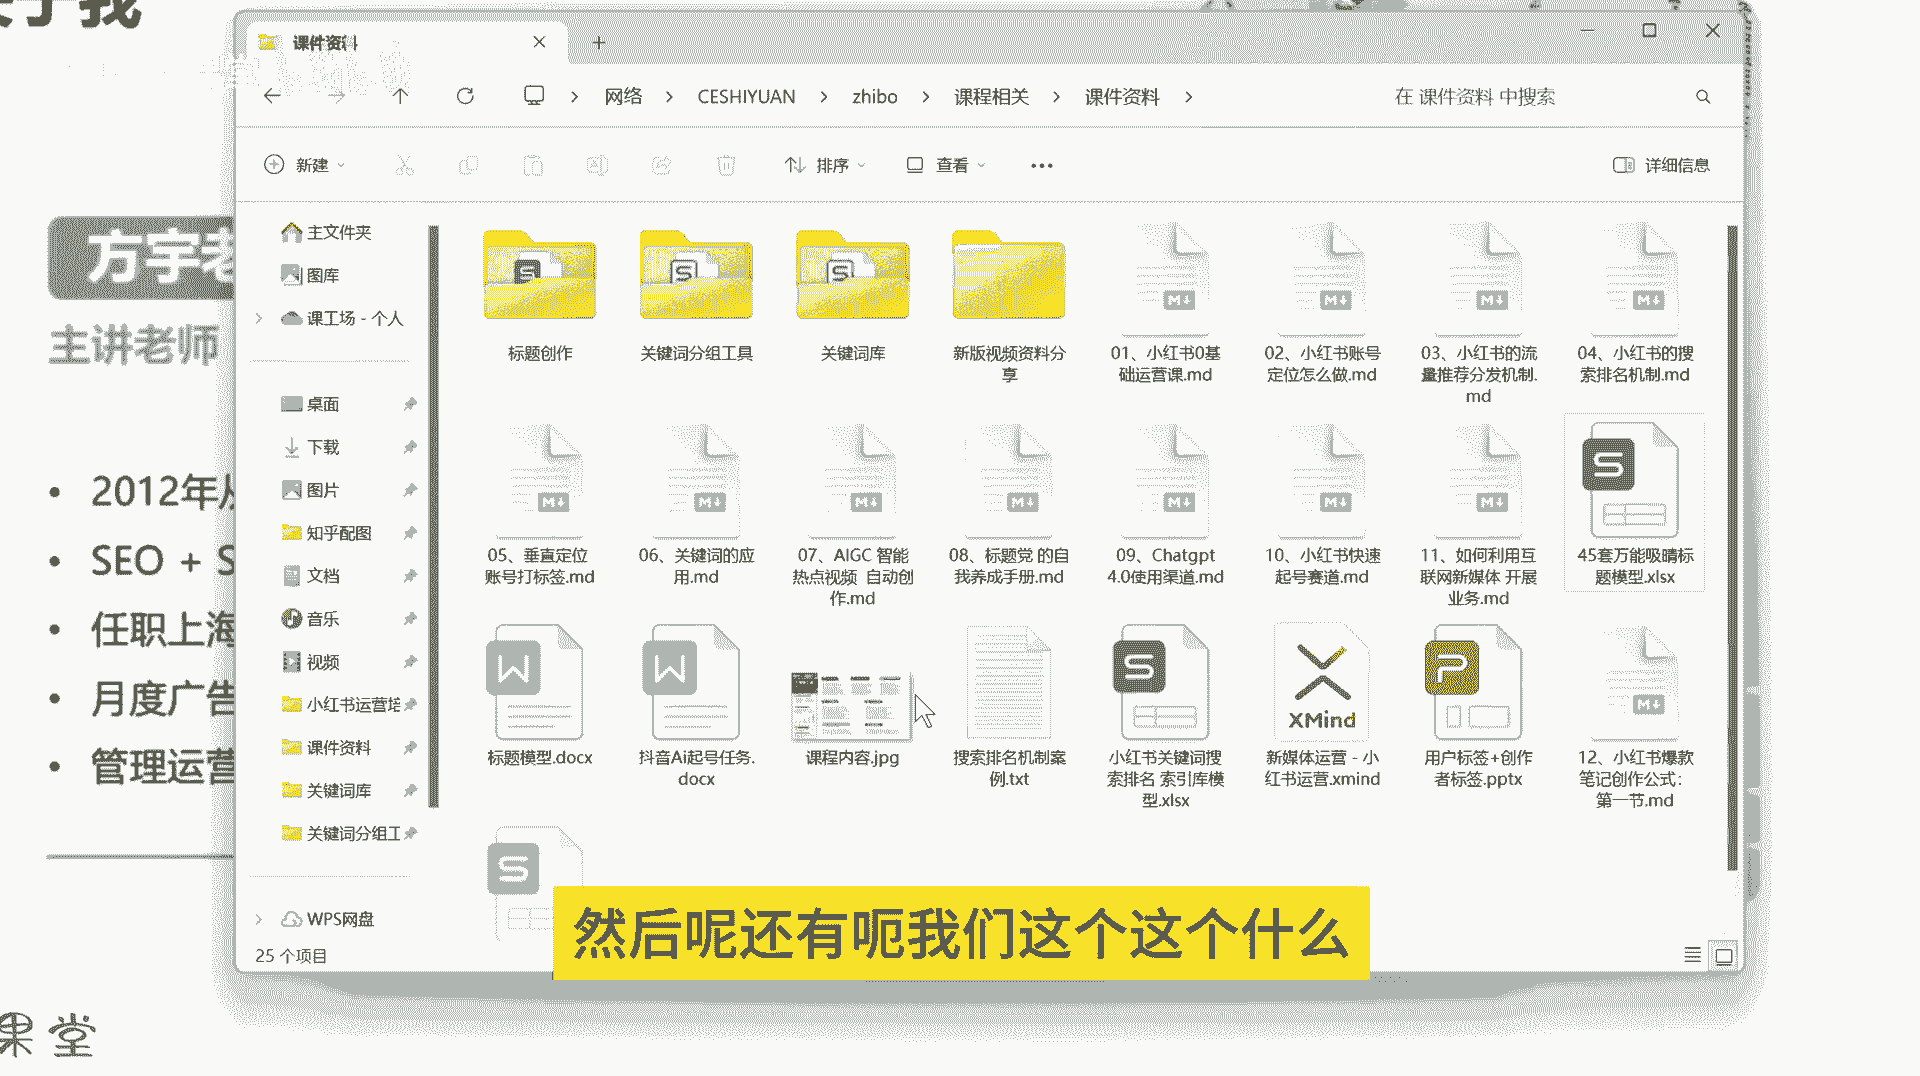 课件资料
网络 CESHIYUAN zhibo 课程相关 课件资料
在 课件资料 中搜索
新建
排序
查看
详细信息
方宇老
主讲老师
2012年从
SEO + S
任职上海
月度广告
管理运营
主文件夹
图库
课工场 - 个人
桌面
下载
图片
知乎配图
文档
音乐
视频
小红书运营培
课件资料
关键词库
关键词分组工
WPS网盘
25 个项目
标题创作
关键词分组工具
关键词库
新版视频资料分
享
01、小红书0基
础运营课.md
02、小红书账号
定位怎么做.md
03、小红书的流
量推荐分发机制.
md
04、小红书的搜
索排名机制.md
05、垂直定位
账号打标签.md
06、关键词的应
用.md
07、AIGC 智能
热点视频 自动创
作.md
08、标题党 的自
我养成手册.md
09、Chatgpt
4.0使用渠道.md
10、小红书快速
起号赛道.md
11、如何利用互
联网新媒体 开展
业务.md
45套万能吸睛标
题模型.xlsx
标题模型.docx
抖音Ai起号任务.
docx
课程内容.jpg
搜索排名机制案
例.txt
小红书关键词搜
索排名 索引库模
型.xlsx
XMind
新媒体运营 - 小
红书运营.xmind
用户标签+创作
者标签.pptx
12、小红书爆款
笔记创作公式：
第一节.md
然后呢还有呃我们这个这个什么
课堂